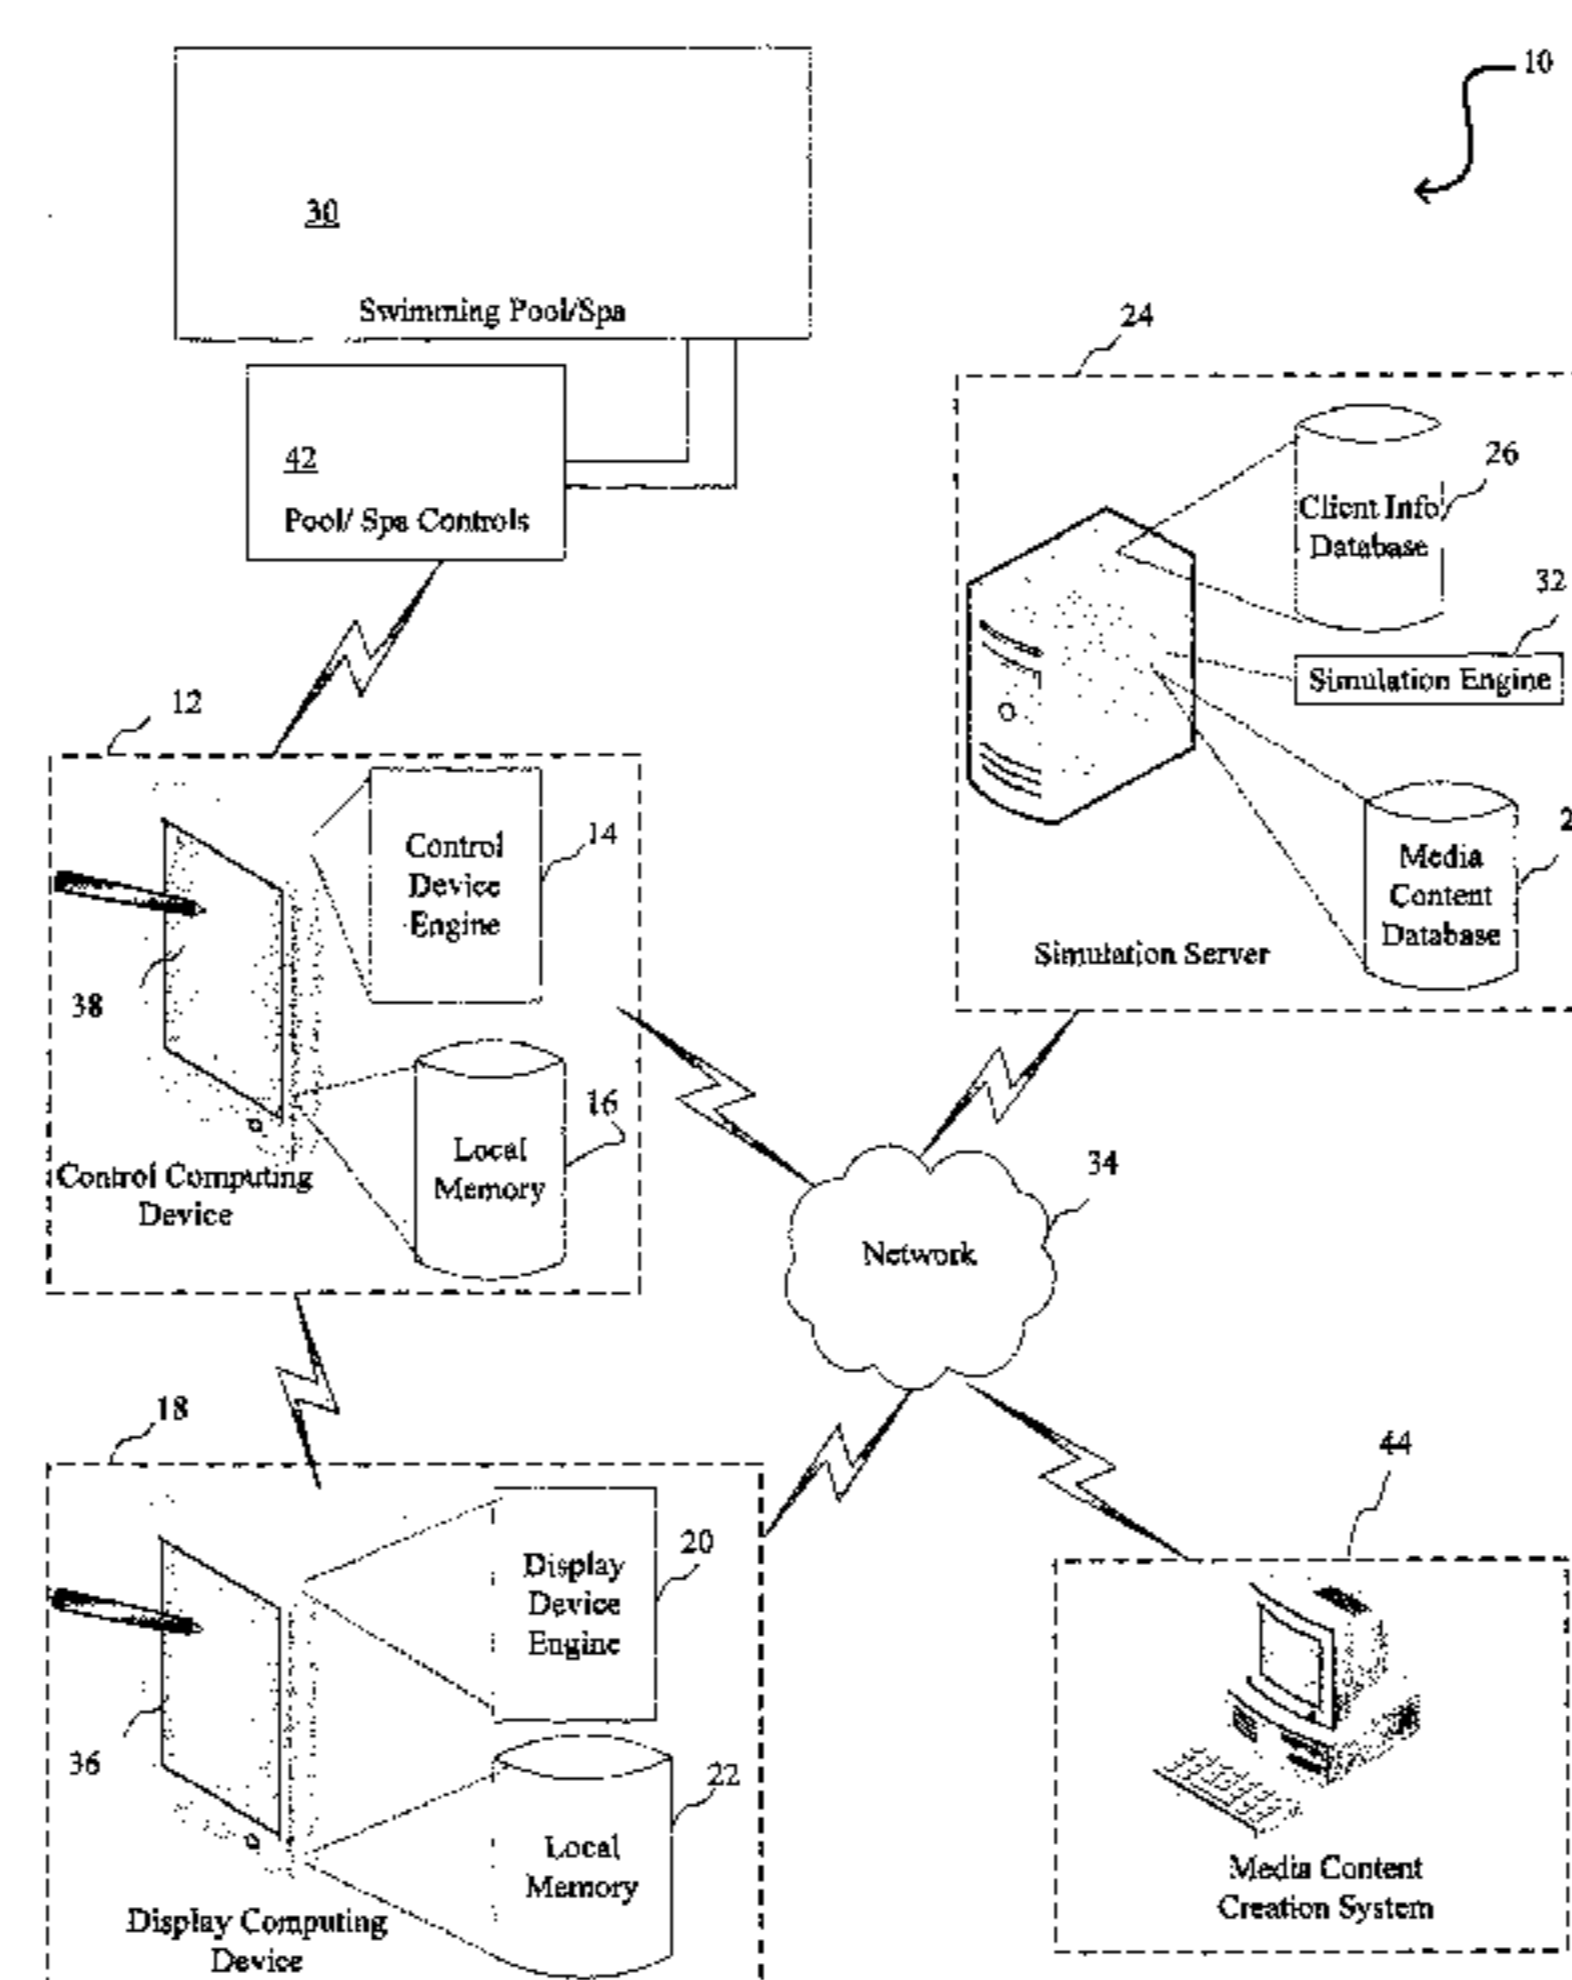 10
30
Swimming Pool/Spa
24
42
Pool/ Spa Controls
26
Client Info
Database
32
Simulation Engine
12
Control
Device
Engine
14
2
Media
Content
Database
Simulation Server
38
16
Local
Memory
Control Computing
Device
34
Network
18
44
20
Display
Device
Engine
36
22
Local
Memory
Media Content
Creation System
Display Computing
Device